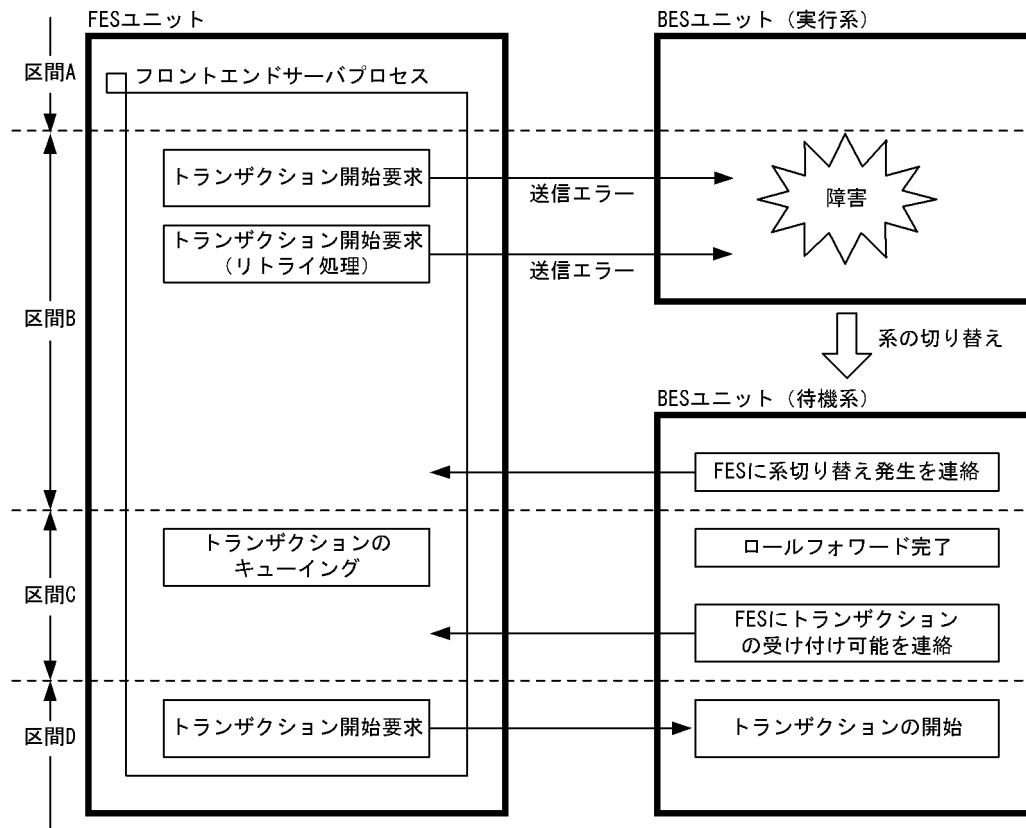 FESユニット
BESユニット（実行系）
区間A
フロントエンドサーバプロセス
トランザクション開始要求
送信エラー
障害
トランザクション開始要求
（リトライ処理）
送信エラー
区間B
系の切り替え
BESユニット（待機系）
FESに系切り替え発生を連絡
トランザクションの
キューイング
ロールフォワード完了
区間C
FESにトランザクション
の受け付け可能を連絡
区間D
トランザクション開始要求
トランザクションの開始